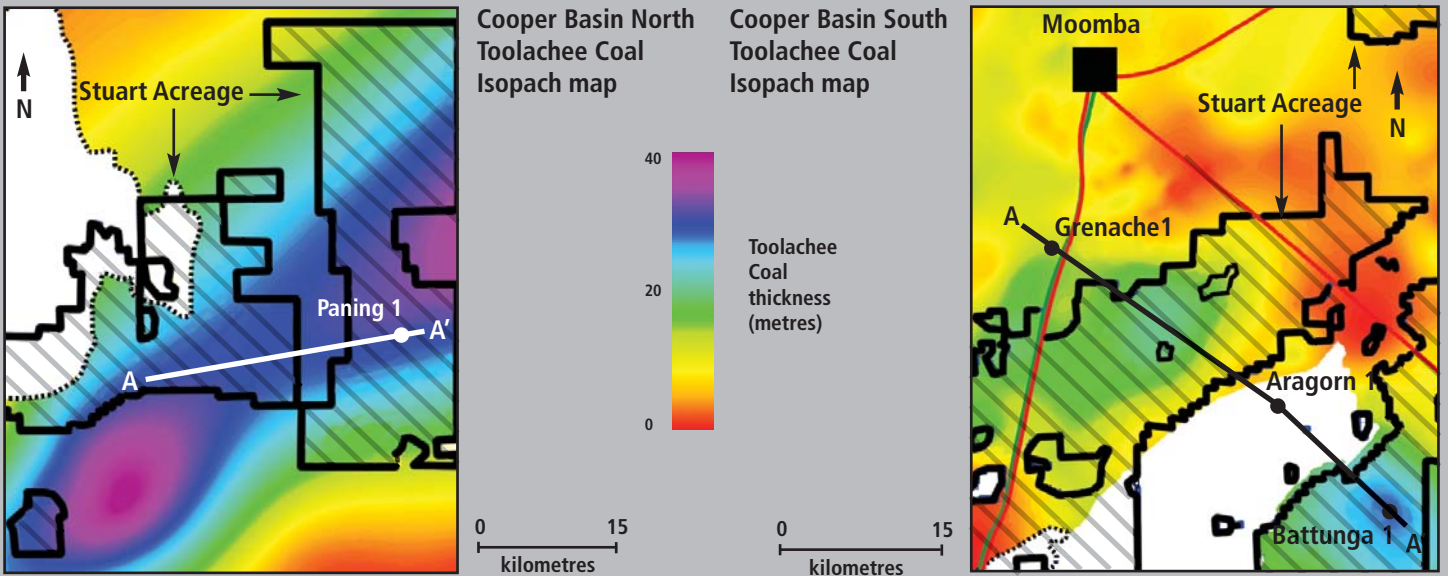 Stuart Acreage
N
Paning 1
A
A'
Cooper Basin North
Toolachee Coal
Isopach map
Cooper Basin South
Toolachee Coal
Isopach map
40
20
0
Toolachee
Coal
thickness
(metres)
0 15
kilometres
0 15
kilometres
Moomba
Stuart Acreage
N
A
Grenache1
Aragorn 1
Battunga 1
A